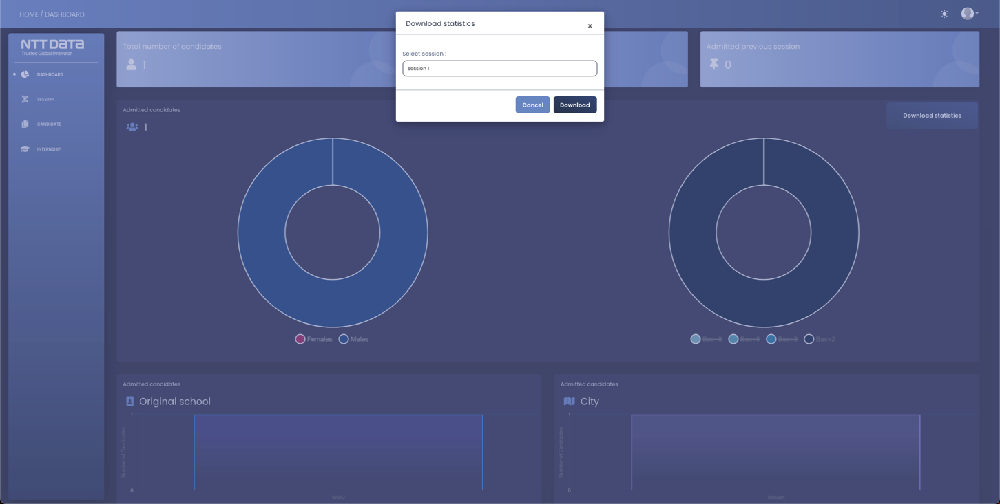 HOME / DASHBOARD
Download statistics
×
Select session :
session 1
Cancel
Download
NTT DATA
Trusted Global Innovator
DASHBOARD
SESSION
CANDIDATE
INTERNSHIP
Total number of candidates
1
Admitted previous session
0
Admitted candidates
1
Download statistics
Females Males
Bac+8 Bac+5 Bac+3 Bac+2
Admitted candidates
Original school
1
Number of Candidates
0
Admitted candidates
City
1
Number of Candidates
0
Tetouan